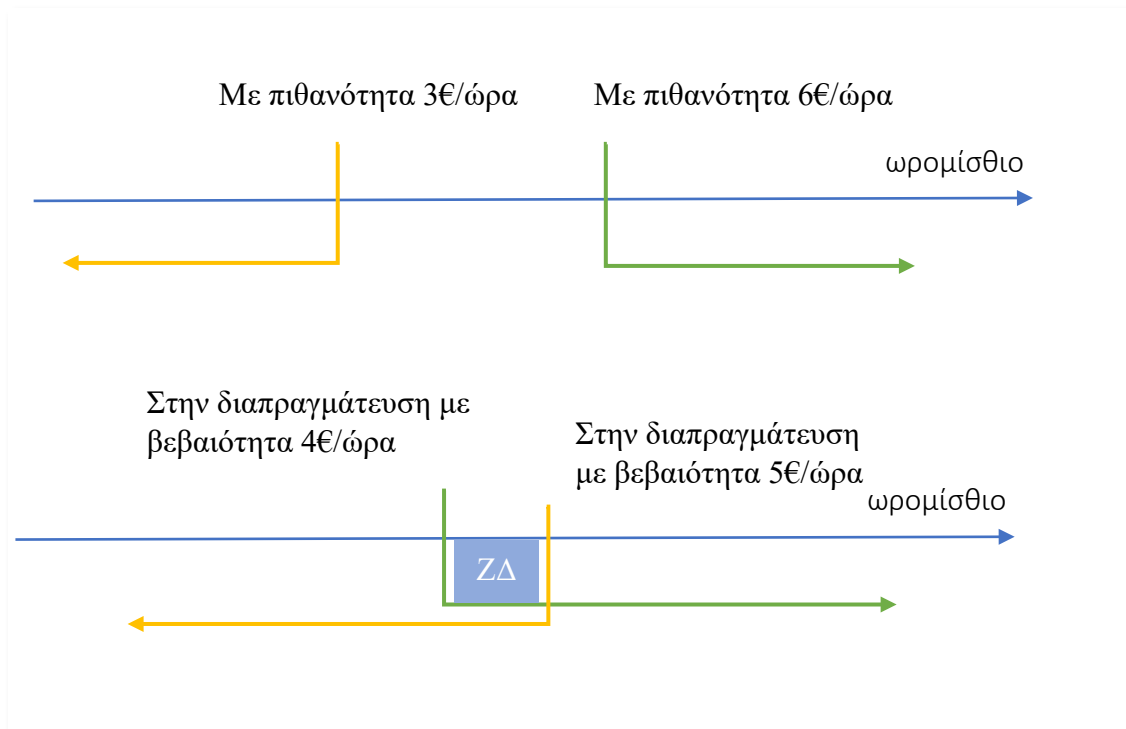 Με πιθανότητα 3€/ώρα
Με πιθανότητα 6€/ώρα
ωρομίσθιο
Στην διαπραγμάτευση με
βεβαιότητα 4€/ώρα
Στην διαπραγμάτευση
με βεβαιότητα 5€/ώρα
ωρομίσθιο
ΖΔ